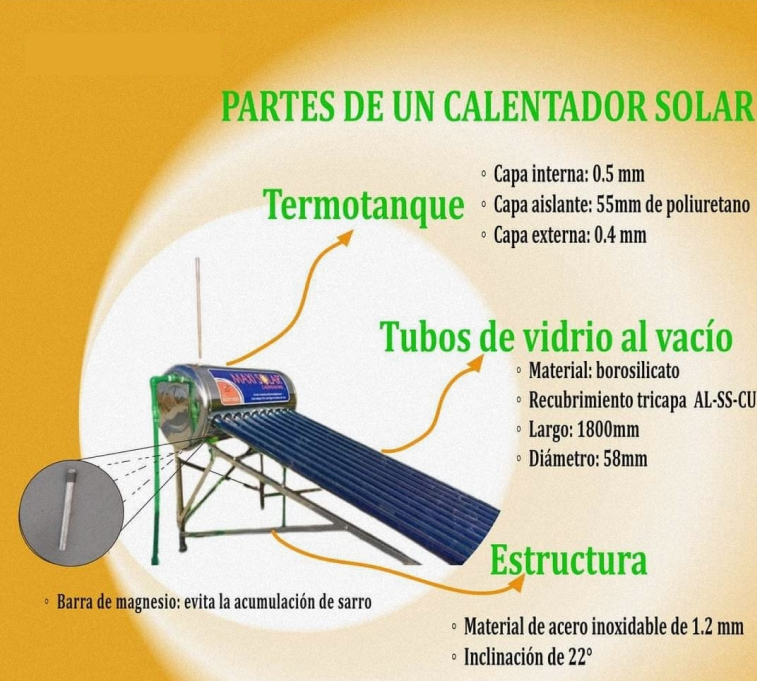 PARTES DE UN CALENTADOR SOLAR
Termotanque
◦ Capa interna: 0.5 mm
◦ Capa aislante: 55mm de poliuretano
◦ Capa externa: 0.4 mm
MAXI SOLAR
Tubos de vidrio al vacío
◦ Material: borosilicato
◦ Recubrimiento tricapa AL-SS-CU
◦ Largo: 1800mm
◦ Diámetro: 58mm
Estructura
◦ Barra de magnesio: evita la acumulación de sarro
◦ Material de acero inoxidable de 1.2 mm
◦ Inclinación de 22°